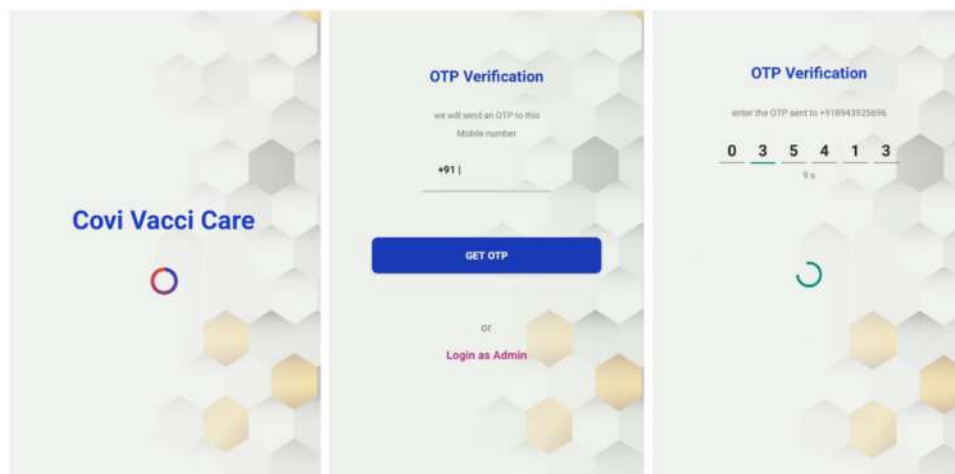 Covi Vacci Care
OTP Verification
we will send an OTP to this
Mobile number
+91 |
GET OTP
or
Login as Admin
OTP Verification
enter the OTP sent to +918943925696
0 3 5 4 1 3
9 s